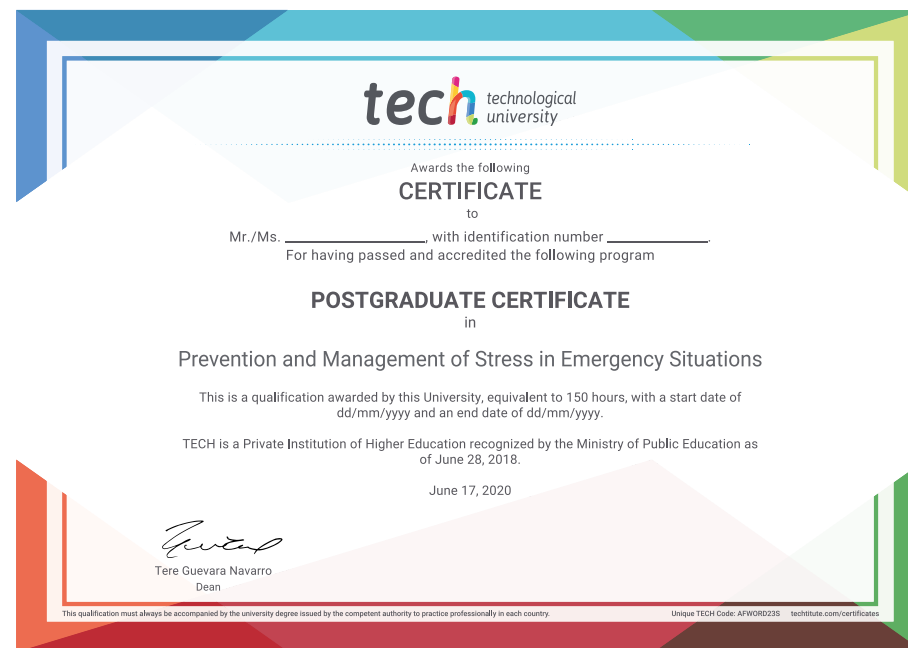 tech technological
university
Awards the following
CERTIFICATE
to
Mr./Ms. ____________________, with identification number ______________.
For having passed and accredited the following program
POSTGRADUATE CERTIFICATE
in
Prevention and Management of Stress in Emergency Situations
This is a qualification awarded by this University, equivalent to 150 hours, with a start date of
dd/mm/yyyy and an end date of dd/mm/yyyy.
TECH is a Private Institution of Higher Education recognized by the Ministry of Public Education as
of June 28, 2018.
June 17, 2020
Tere Guevara Navarro
Dean
This qualification must always be accompanied by the university degree issued by the competent authority to practice professionally in each country. Unique TECH Code: AFWORD23S techtitute.com/certificates